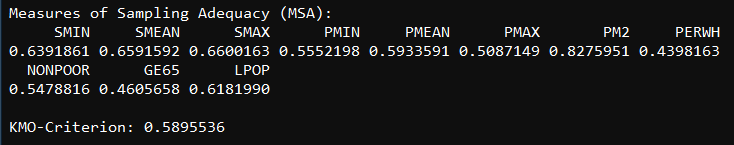 Measures of Sampling Adequacy (MSA):
SMIN SMEAN SMAX PMIN PMEAN PMAX PM2 PERWH
0.6391861 0.6591592 0.6600163 0.5552198 0.5933591 0.5087149 0.8275951 0.4398163
NONPOOR GE65 LPOP
0.5478816 0.4605658 0.6181990
KMO-Criterion: 0.5895536